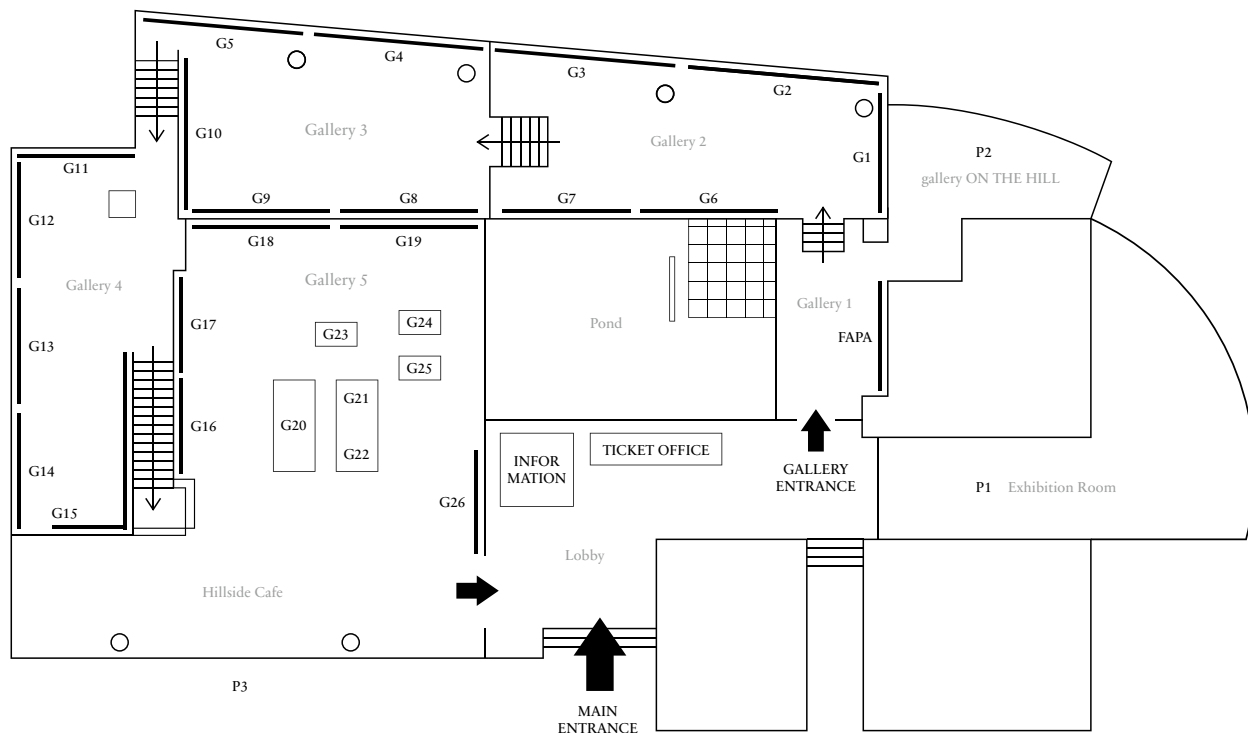 G5
G4
G3
G2
G10
Gallery 3
Gallery 2
G1
P2
gallery ON THE HILL
G11
G12
G9
G8
G7
G6
G18
G19
Gallery 4
Gallery 5
Gallery 1
G17
G23
G24
Pond
FAPA
G13
G25
G16
G20
G21
G22
G14
G15
G26
INFOR
MATION
TICKET OFFICE
GALLERY
ENTRANCE
P1
Exhibition Room
Lobby
Hillside Cafe
P3
MAIN
ENTRANCE